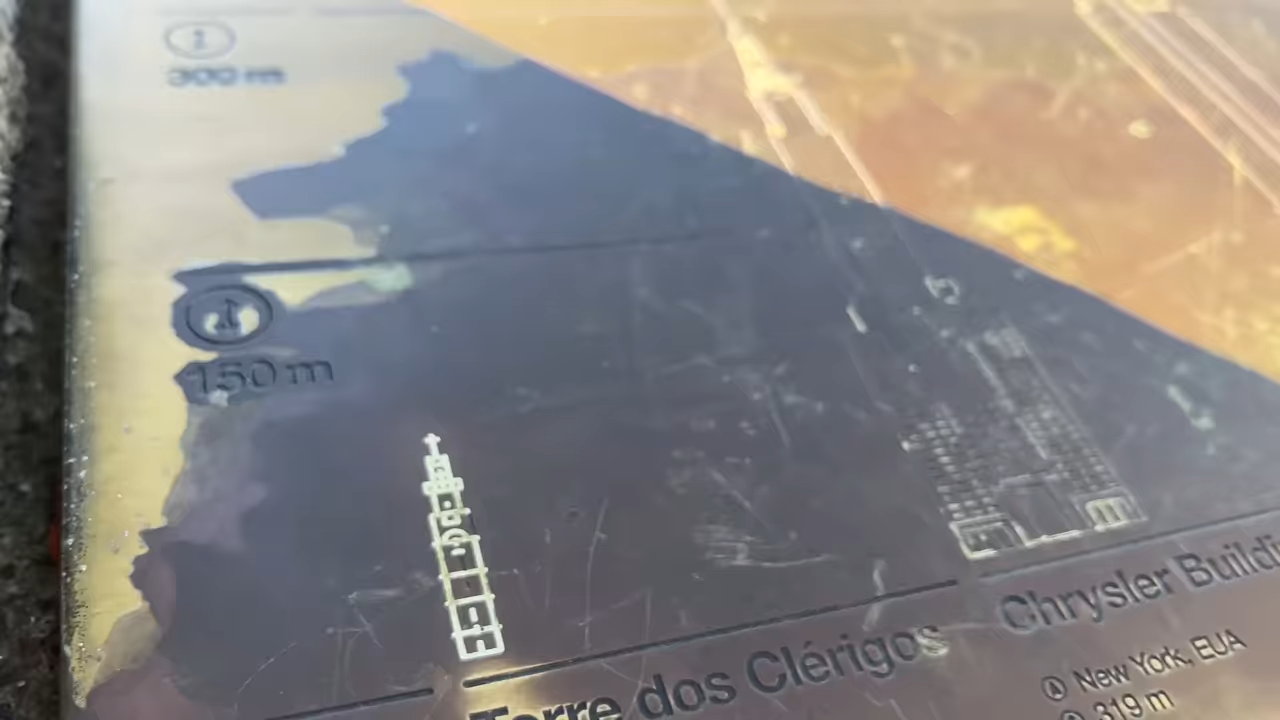 300 m
150 m
Torre dos Clérigos
Chrysler Buildi
New York, EUA
319 m